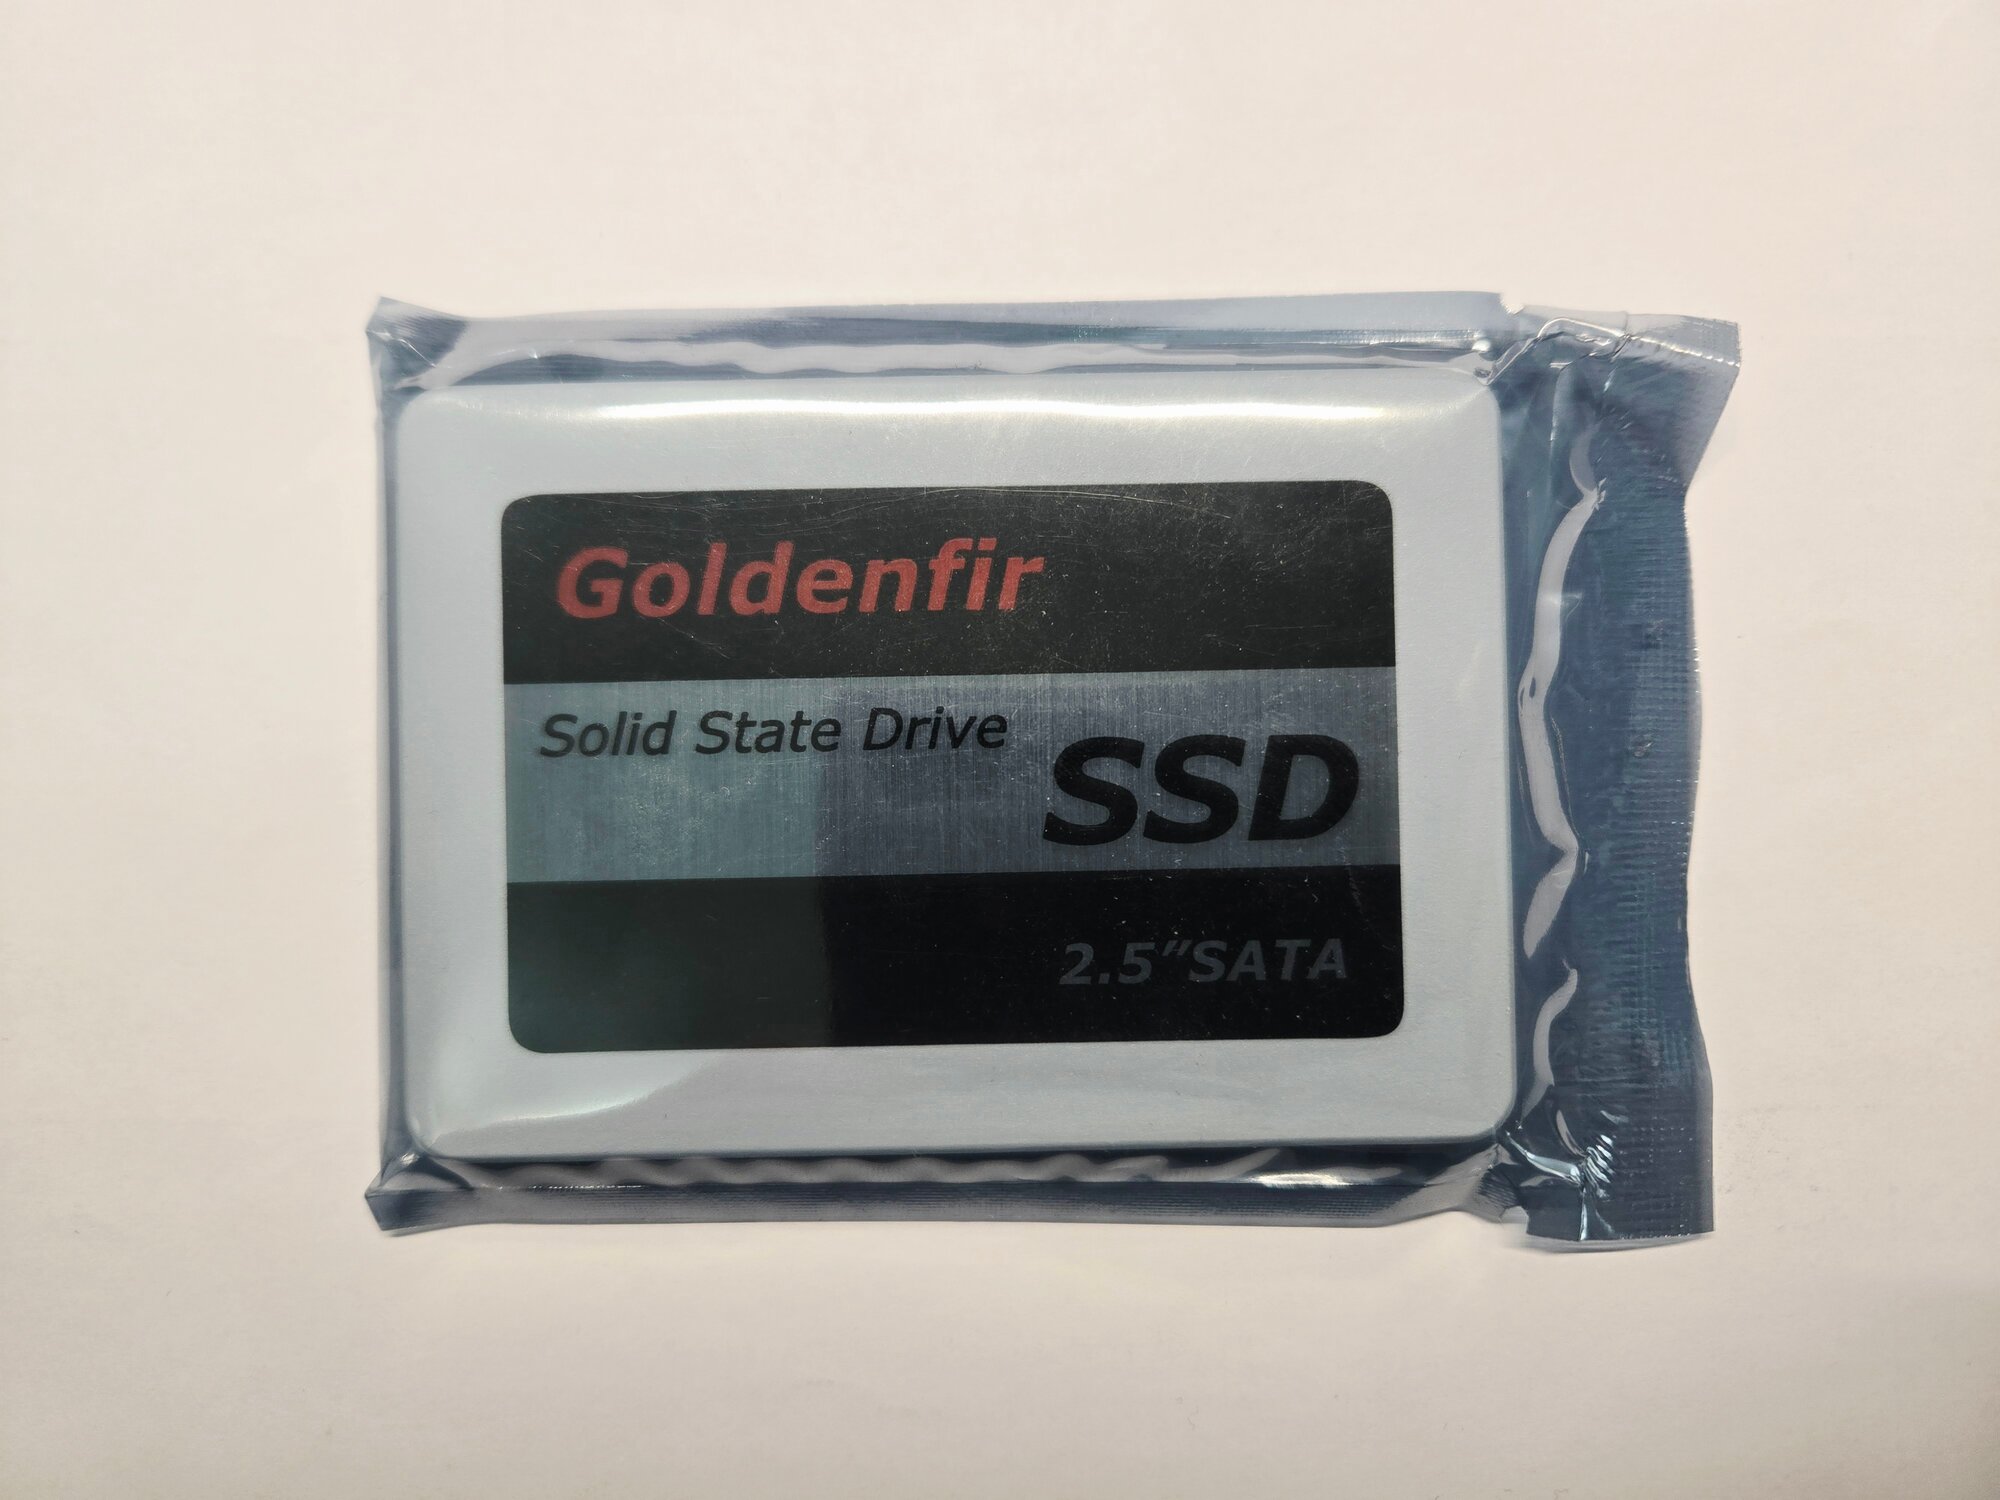 Goldenfir
Solid State Drive
SSD
2.5"SATA